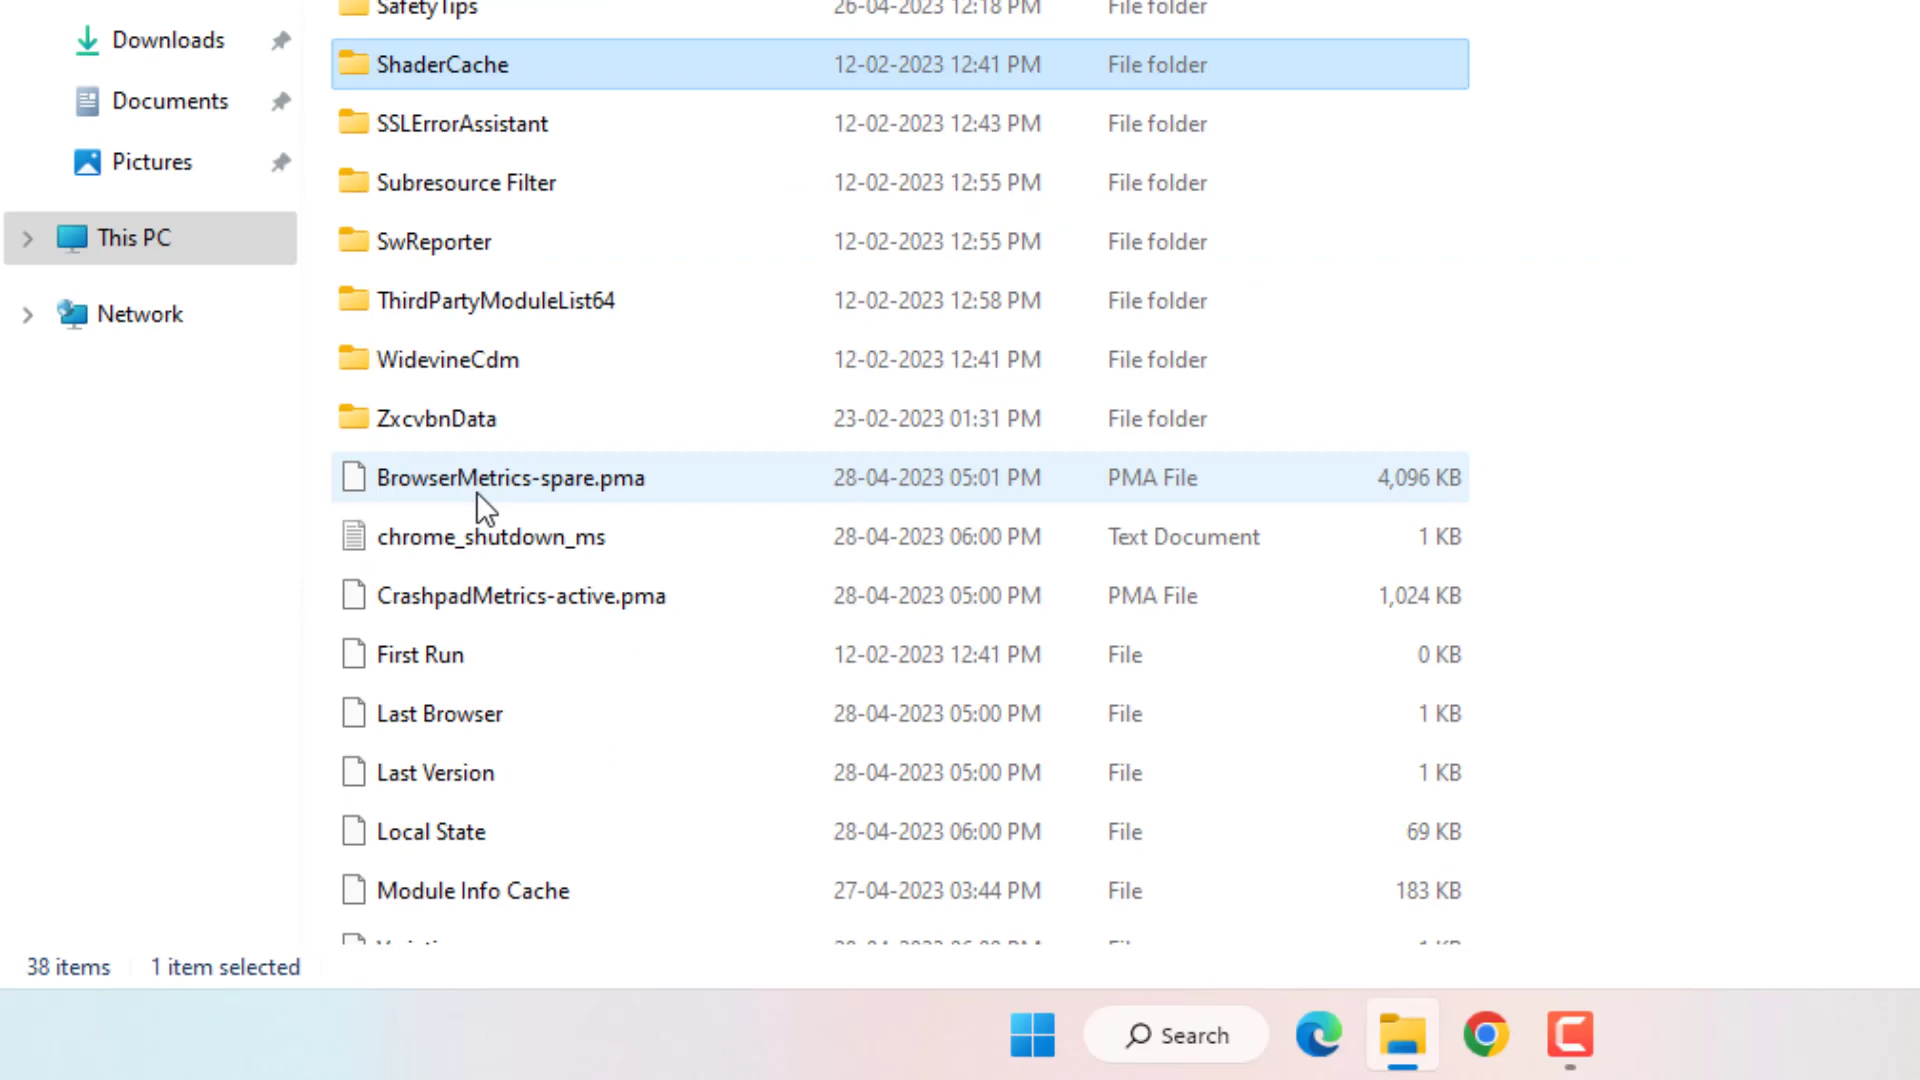 SafetyTips 26-04-2023 12:18 PM File folder
Downloads
ShaderCache 12-02-2023 12:41 PM File folder
Documents
SSLErrorAssistant 12-02-2023 12:43 PM File folder
Pictures
Subresource Filter 12-02-2023 12:55 PM File folder
This PC
SwReporter 12-02-2023 12:55 PM File folder
ThirdPartyModuleList64 12-02-2023 12:58 PM File folder
Network
WidevineCdm 12-02-2023 12:41 PM File folder
ZxcvbnData 23-02-2023 01:31 PM File folder
BrowserMetrics-spare.pma 28-04-2023 05:01 PM PMA File 4,096 KB
chrome_shutdown_ms 28-04-2023 06:00 PM Text Document 1 KB
CrashpadMetrics-active.pma 28-04-2023 05:00 PM PMA File 1,024 KB
First Run 12-02-2023 12:41 PM File 0 KB
Last Browser 28-04-2023 05:00 PM File 1 KB
Last Version 28-04-2023 05:00 PM File 1 KB
Local State 28-04-2023 06:00 PM File 69 KB
Module Info Cache 27-04-2023 03:44 PM File 183 KB
38 items 1 item selected
Search